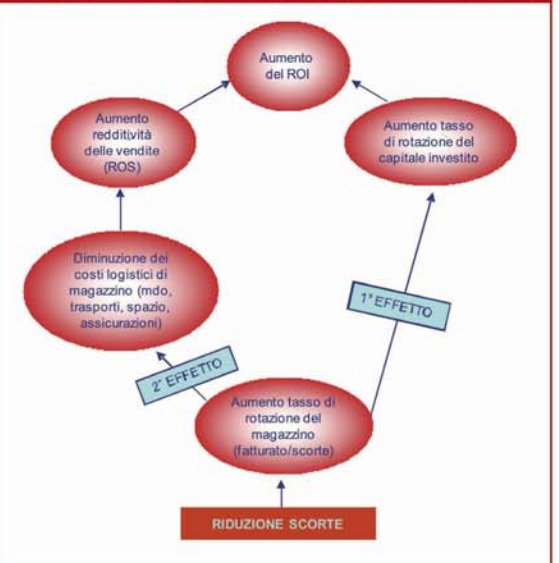 Aumento
del ROI
Aumento
redditività
delle vendite
(ROS)
Aumento tasso
di rotazione del
capitale investito
Diminuzione dei
costi logistici di
magazzino (mdo,
trasporti, spazio,
assicurazioni)
1° EFFETTO
2° EFFETTO
Aumento tasso di
rotazione del
magazzino
(fatturato/scorte)
RIDUZIONE SCORTE